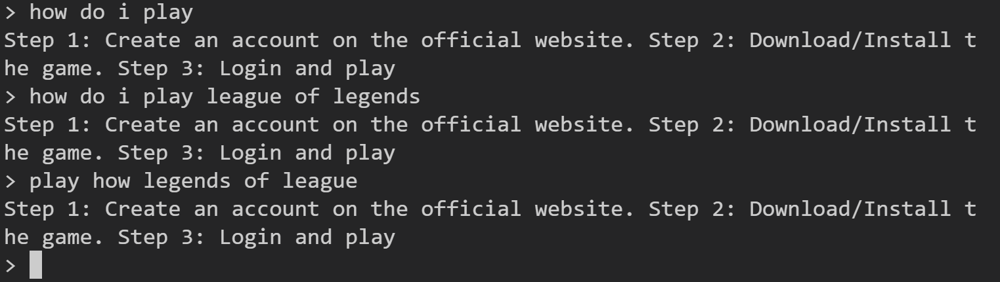 > how do i play
Step 1: Create an account on the official website. Step 2: Download/Install t
he game. Step 3: Login and play
> how do i play league of legends
Step 1: Create an account on the official website. Step 2: Download/Install t
he game. Step 3: Login and play
> play how legends of league
Step 1: Create an account on the official website. Step 2: Download/Install t
he game. Step 3: Login and play
>